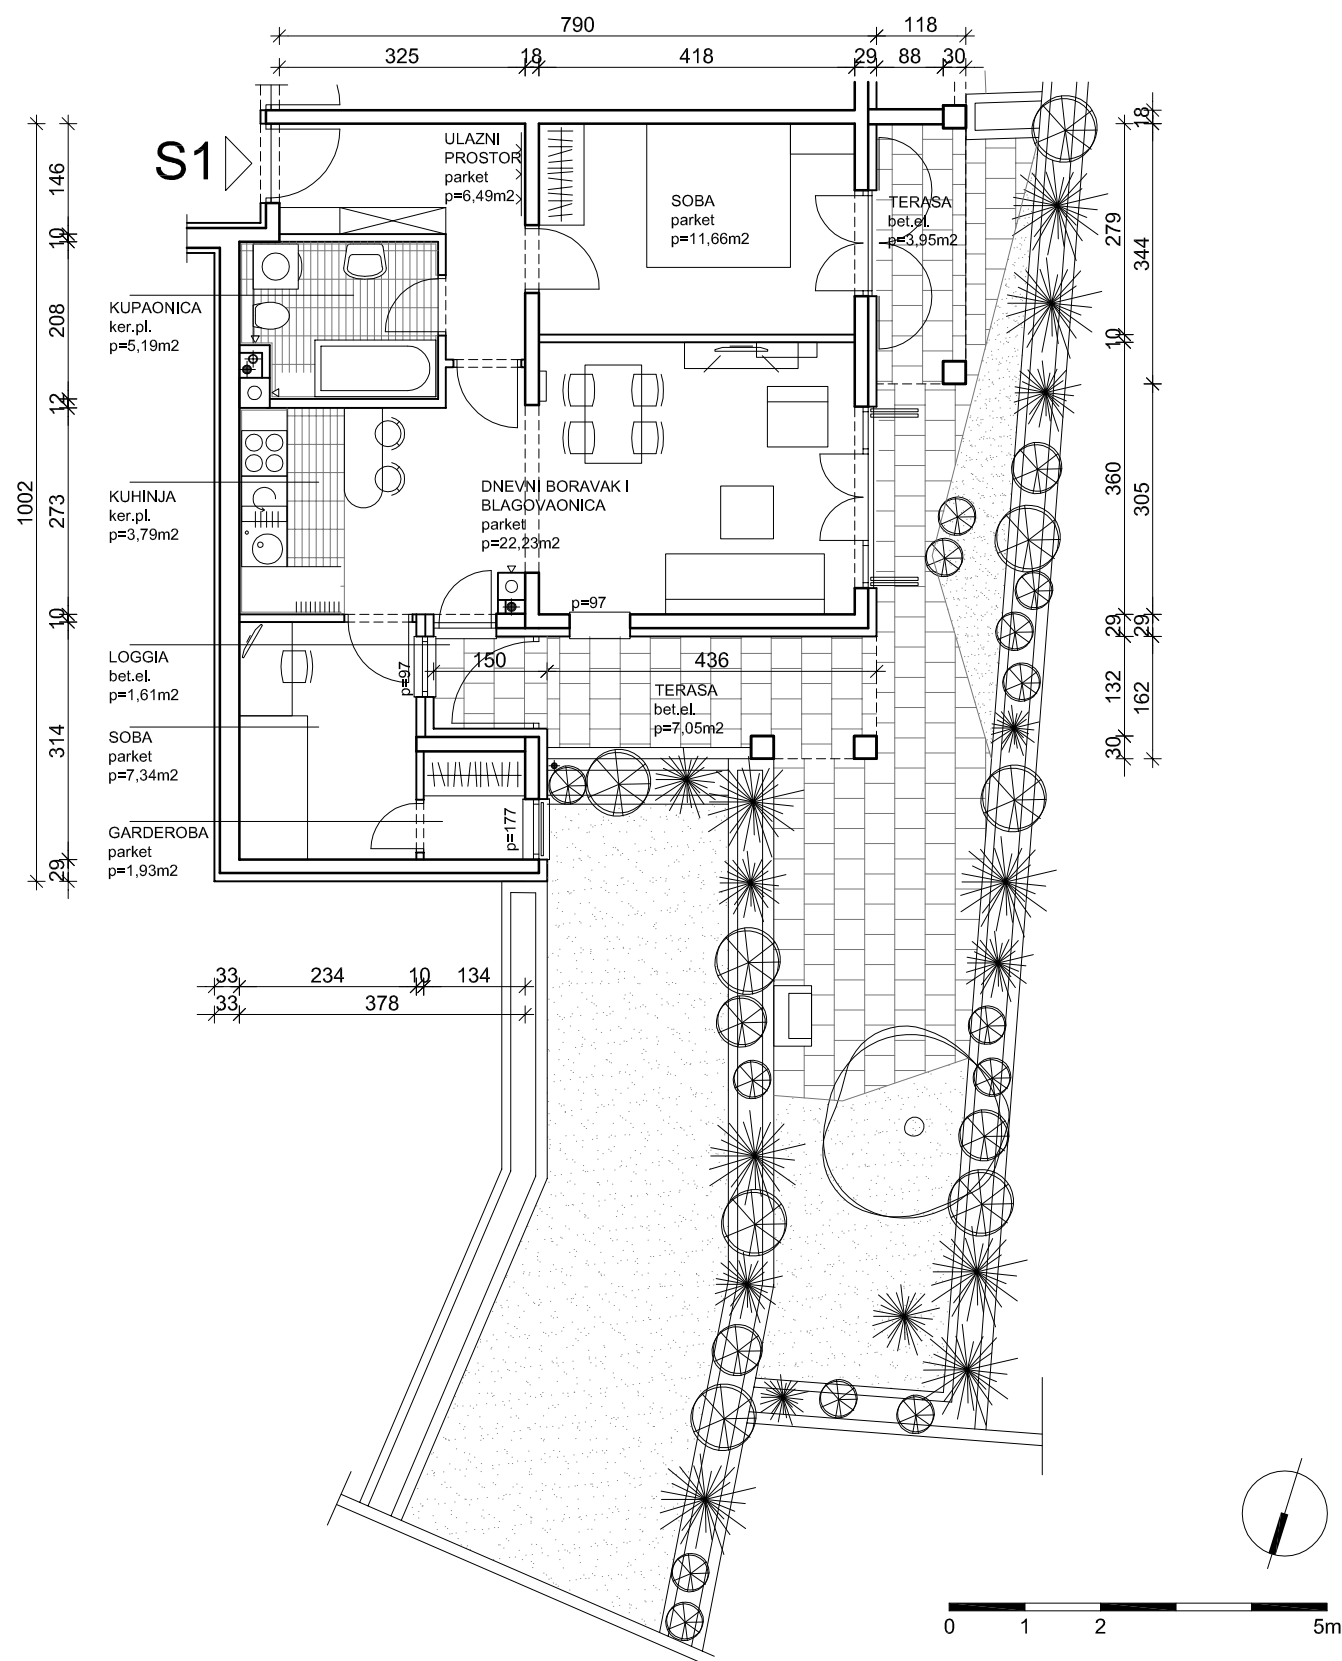 790
118
325
18
418
29
88
30
S1
ULAZNI
PROSTOR
parket
p=6,49m2
SOBA
parket
p=11,66m2
TERASA
bet.el.
p=3,95m2
KUPAONICA
ker.pl.
p=5,19m2
KUHINJA
ker.pl.
p=3,79m2
DNEVNI BORAVAK I
BLAGOVAONICA
parket
p=22,23m2
p=97
LOGGIA
bet.el.
p=1,61m2
p=97
150
436
TERASA
bet.el.
p=7,05m2
SOBA
parket
p=7,34m2
GARDEROBA
parket
p=1,93m2
p=177
1002
146
10
208
12
273
10
314
29
18
279
344
10
360
305
29
29
132
162
30
33
234
10
134
33
378
0
1
2
5m